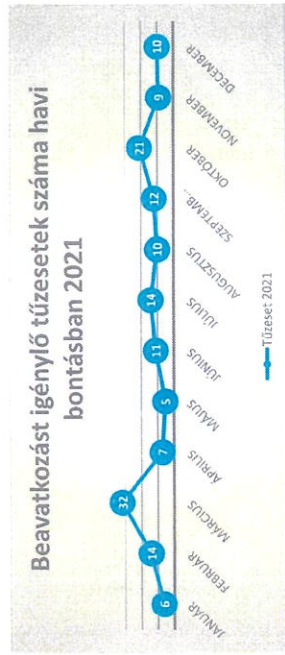 Beavatkozást igénylő tűzesetek száma havi
bontásban 2021
6
14
32
7
5
11
14
10
12
21
9
10
JANUÁR
FEBRUÁR
MÁRCIUS
ÁPRILIS
MÁJUS
JÚNIUS
JÚLIUS
AUGUSZTUS
SZEPTEMB...
OKTÓBER
NOVEMBER
DECEMBER
Tűzeset 2021